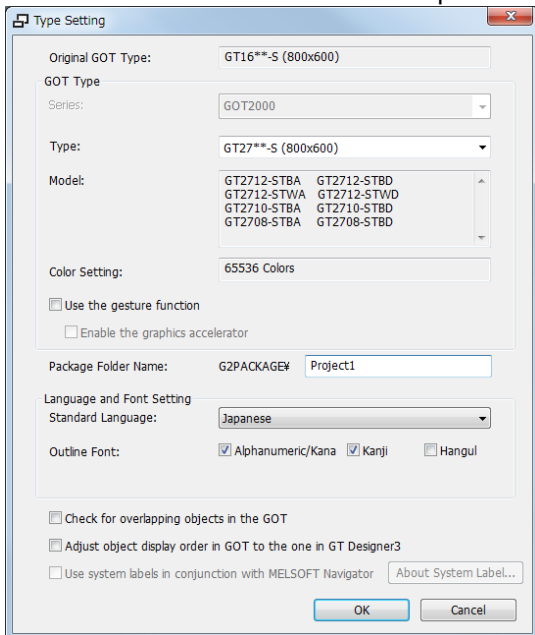 Type Setting
Original GOT Type: GT16**-S (800x600)
GOT Type
Series: GOT2000
Type: GT27**-S (800x600)
Model: GT2712-STBA GT2712-STBD
GT2712-STWA GT2712-STWD
GT2710-STBA GT2710-STBD
GT2708-STBA GT2708-STBD
Color Setting: 65536 Colors
Use the gesture function
Enable the graphics accelerator
Package Folder Name: G2PACKAGE¥ Project1
Language and Font Setting
Standard Language: Japanese
Outline Font: Alphanumeric/Kana Kanji Hangul
Check for overlapping objects in the GOT
Adjust object display order in GOT to the one in GT Designer3
Use system labels in conjunction with MELSOFT Navigator About System Label...
OK Cancel